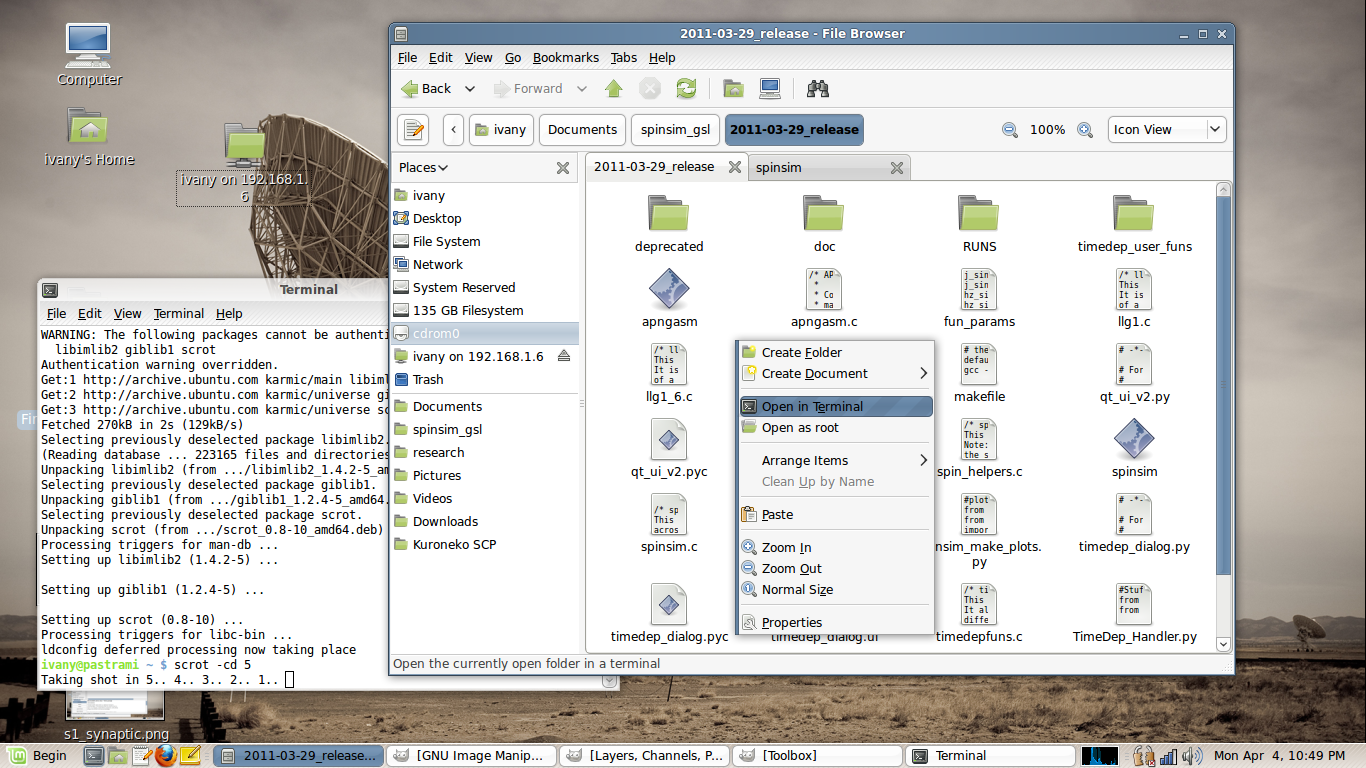 Computer
ivany's Home
ivany on 192.168.1.
6
2011-03-29_release - File Browser
File Edit View Go Bookmarks Tabs Help
Back Forward
ivany Documents spinsim_gsl 2011-03-29_release 100% Icon View
Places
ivany
Desktop
File System
Network
System Reserved
135 GB Filesystem
cdrom0
ivany on 192.168.1.6
Trash
Documents
spinsim_gsl
research
Pictures
Videos
Downloads
Kuroneko SCP
2011-03-29_release spinsim
deprecated doc RUNS timedep_user_funs
apngasm apngasm.c fun_params llg1.c
llg1_6.c makefile qt_ui_v2.py
qt_ui_v2.pyc spin_helpers.c spinsim
spinsim.c nsim_make_plots.
py
timedep_dialog.py
timedep_dialog.pyc timedep_dialog.ui timedepfuns.c TimeDep_Handler.py
Create Folder
Create Document
Open in Terminal
Open as root
Arrange Items
Clean Up by Name
Paste
Zoom In
Zoom Out
Normal Size
Properties
Open the currently open folder in a terminal
Terminal
File Edit View Terminal Help
WARNING: The following packages cannot be authenti
libimlib2 giblib1 scrot
Authentication warning overridden.
Get:1 http://archive.ubuntu.com karmic/main libiml
Get:2 http://archive.ubuntu.com karmic/universe gi
Get:3 http://archive.ubuntu.com karmic/universe sc
Fetched 270kB in 2s (129kB/s)
Selecting previously deselected package libimlib2.
(Reading database ... 223165 files and directories
Unpacking libimlib2 (from .../libimlib2_1.4.2-5_am
Selecting previously deselected package giblib1.
Unpacking giblib1 (from .../giblib1_1.2.4-5_amd64.
Selecting previously deselected package scrot.
Unpacking scrot (from .../scrot_0.8-10_amd64.deb)
Processing triggers for man-db ...
Setting up libimlib2 (1.4.2-5) ...
Setting up giblib1 (1.2.4-5) ...
Setting up scrot (0.8-10) ...
Processing triggers for libc-bin ...
ldconfig deferred processing now taking place
ivany@pastrami ~ $ scrot -cd 5
Taking shot in 5.. 4.. 3.. 2.. 1..
s1_synaptic.png
Begin 2011-03-29_release... [GNU Image Manip... [Layers, Channels, P... [Toolbox] Terminal Mon Apr 4, 10:49 PM